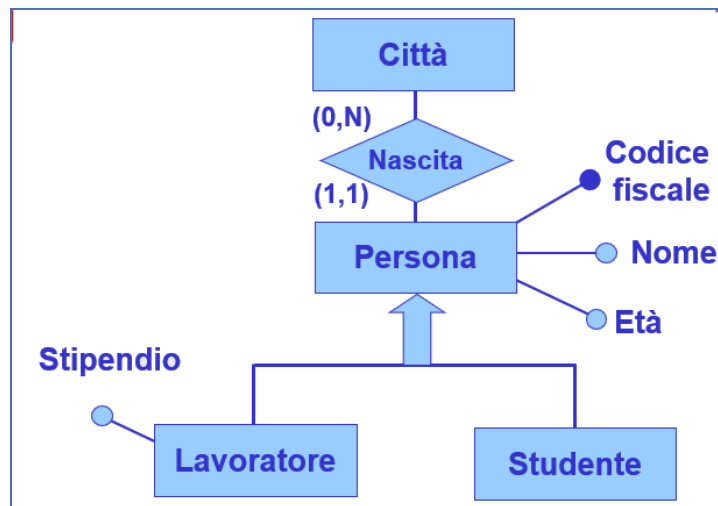 Città
(0,N)
Nascita
(1,1)
Codice
fiscale
Persona
Nome
Età
Stipendio
Lavoratore
Studente